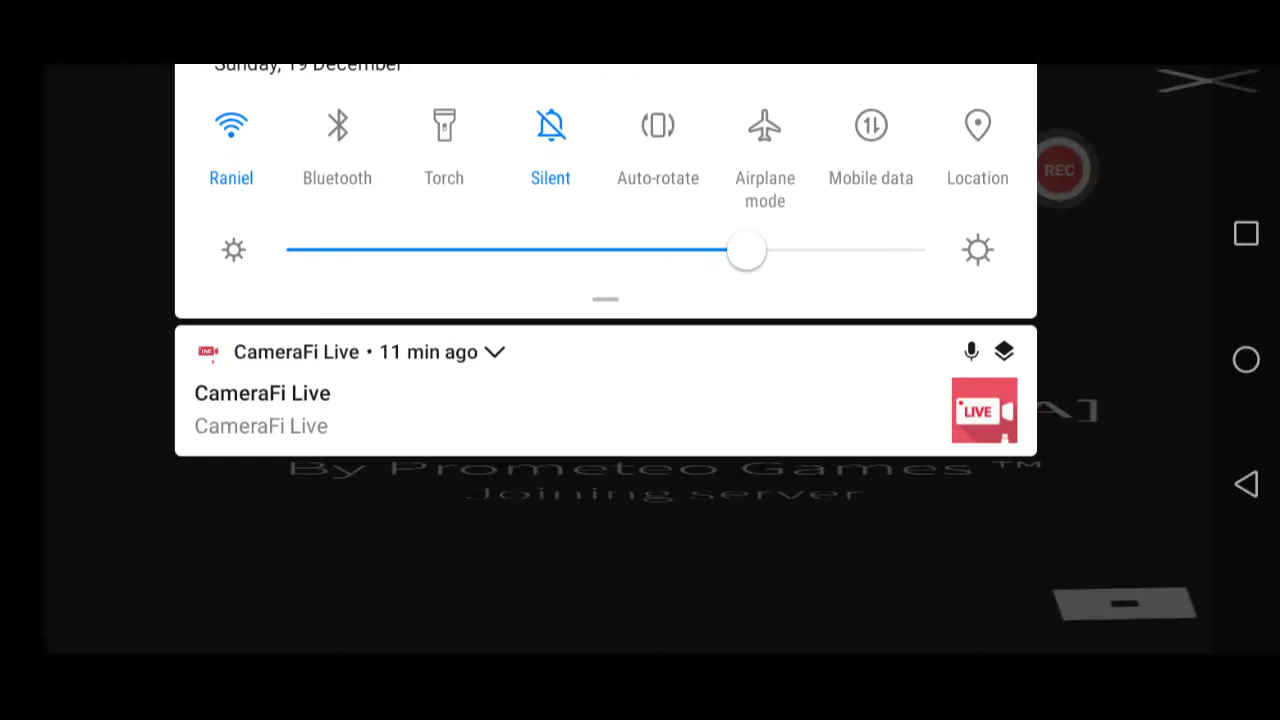 Sunday, 19 December
Raniel
Bluetooth
Torch
Silent
Auto-rotate
Airplane mode
Mobile data
Location
REC
CameraFi Live • 11 min ago
CameraFi Live
CameraFi Live
LIVE
A]
By Prometeo Games ™
Joining server